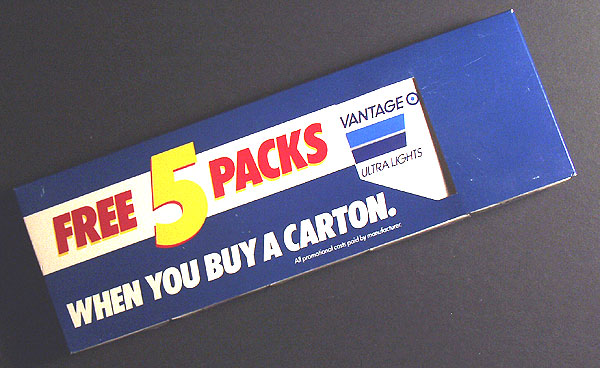 FREE 5 PACKS
WHEN YOU BUY A CARTON.
All promotional costs paid by manufacturer.
VANTAGE
ULTRA LIGHTS